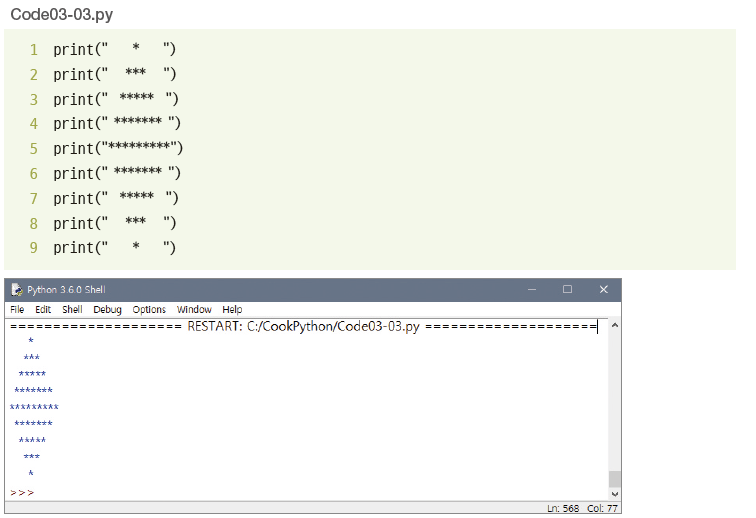 Code03-03.py
1 print("    *    ")
2 print("   ***   ")
3 print("  *****  ")
4 print(" ******* ")
5 print("*********")
6 print(" ******* ")
7 print("  *****  ")
8 print("   ***   ")
9 print("    *    ")
Python 3.6.0 Shell
File Edit Shell Debug Options Window Help
==================== RESTART: C:/CookPython/Code03-03.py ====================
    *
   ***
  *****
 *******
*********
 *******
  *****
   ***
    *
>>>
Ln: 568 Col: 77